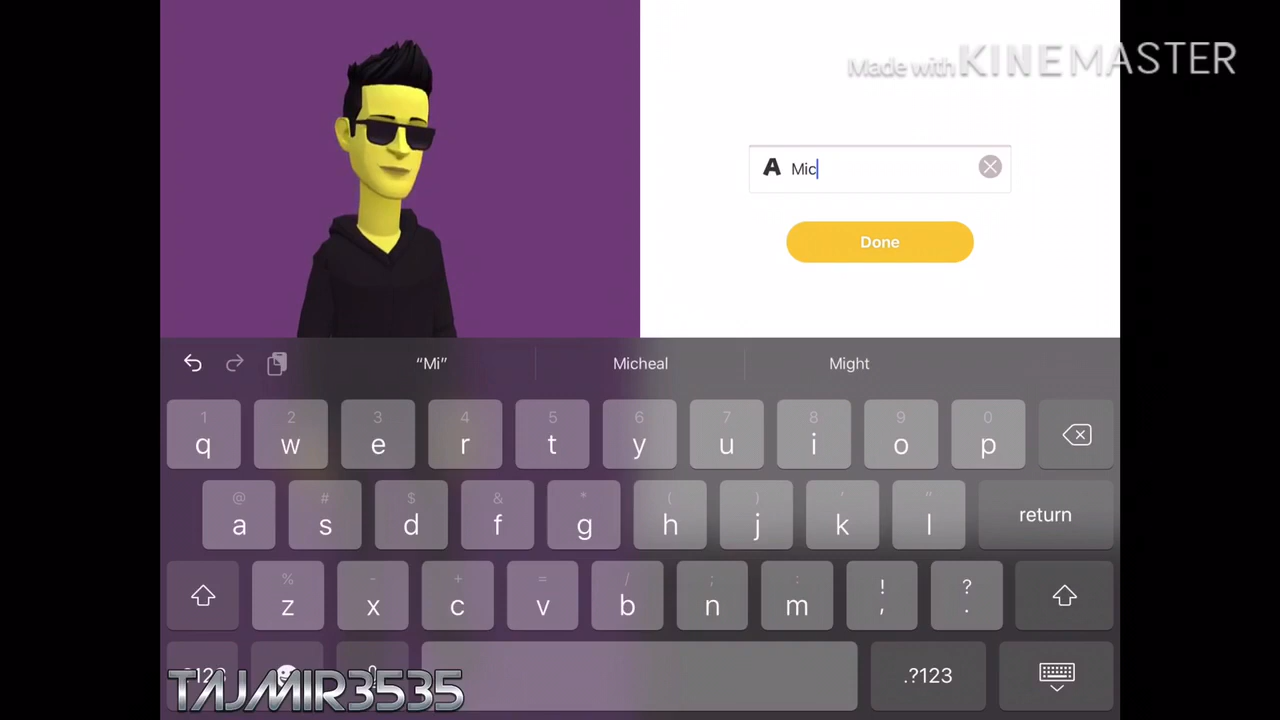 Made with KINEMASTER
A Mic
Done
“Mi” Micheal Might
1 2 3 4 5 6 7 8 9 0
q w e r t y u i o p
@ # $ & * ( ) ' "
a s d f g h j k l return
% - + = / ; : ! ?
z x c v b n m , .
.?123 .?123
TAJMIR3535